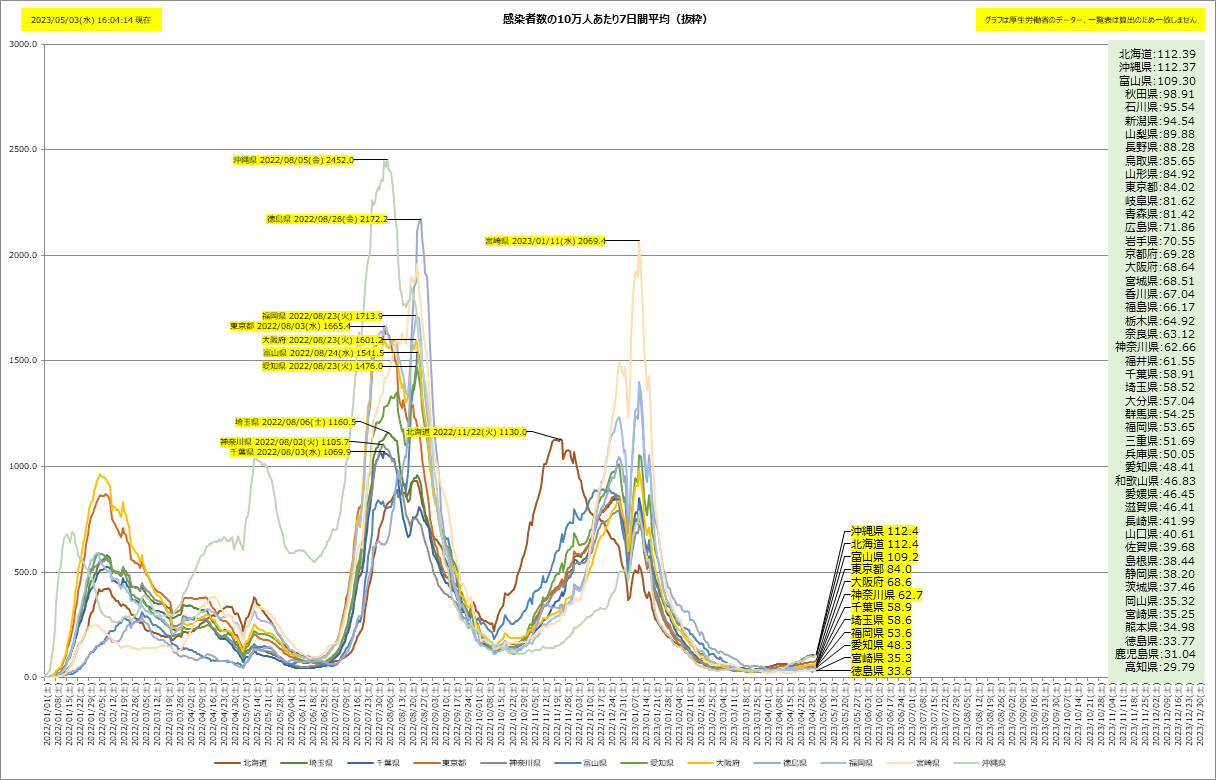 2023/05/03(水) 16:04:14 現在
感染者数の10万人あたり7日間平均（抜粋）
グラフは厚生労働省のデーター、一覧表は算出のため一致しません
3000.0
2500.0
2000.0
1500.0
1000.0
500.0
0.0
沖縄県 2022/08/05(金) 2452.0
徳島県 2022/08/26(金) 2172.2
宮崎県 2023/01/11(水) 2069.4
福岡県 2022/08/23(火) 1713.9
東京都 2022/08/03(水) 1665.4
大阪府 2022/08/23(火) 1601.2
富山県 2022/08/24(水) 1541.5
愛知県 2022/08/23(火) 1476.0
埼玉県 2022/08/06(土) 1160.5
北海道 2022/11/22(火) 1130.0
神奈川県 2022/08/02(火) 1105.7
千葉県 2022/08/03(水) 1069.9
沖縄県 112.4
北海道 112.4
富山県 109.2
東京都 84.0
大阪府 68.6
神奈川県 62.7
千葉県 58.9
埼玉県 58.6
福岡県 53.6
愛知県 48.3
宮崎県 35.3
徳島県 33.6
北海道:112.39
沖縄県:112.37
富山県:109.30
秋田県:98.91
石川県:95.54
新潟県:94.54
山梨県:89.88
長野県:88.28
鳥取県:85.65
山形県:84.92
東京都:84.02
岐阜県:81.62
青森県:81.42
広島県:71.86
岩手県:70.55
京都府:69.28
大阪府:68.64
宮城県:68.51
香川県:67.04
福島県:66.17
栃木県:64.92
奈良県:63.12
神奈川県:62.66
福井県:61.55
千葉県:58.91
埼玉県:58.52
大分県:57.04
群馬県:54.25
福岡県:53.65
三重県:51.69
兵庫県:50.05
愛知県:48.41
和歌山県:46.83
愛媛県:46.45
滋賀県:46.41
長崎県:41.99
山口県:40.61
佐賀県:39.68
島根県:38.44
静岡県:38.20
茨城県:37.46
岡山県:35.32
宮崎県:35.25
熊本県:34.98
徳島県:33.77
鹿児島県:31.04
高知県:29.79
北海道 埼玉県 千葉県 東京都 神奈川県 富山県 愛知県 大阪府 徳島県 福岡県 宮崎県 沖縄県